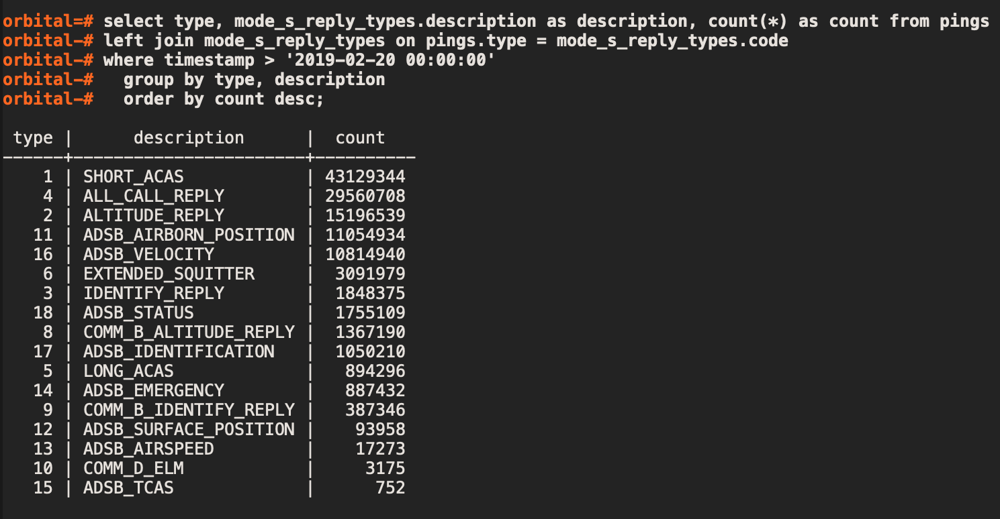 orbital=# select type, mode_s_reply_types.description as description, count(*) as count from pings
orbital-# left join mode_s_reply_types on pings.type = mode_s_reply_types.code
orbital-# where timestamp > '2019-02-20 00:00:00'
orbital-#   group by type, description
orbital-#   order by count desc;
 type |      description      |  count
------+-----------------------+----------
    1 | SHORT_ACAS            | 43129344
    4 | ALL_CALL_REPLY        | 29560708
    2 | ALTITUDE_REPLY        | 15196539
   11 | ADSB_AIRBORN_POSITION | 11054934
   16 | ADSB_VELOCITY         | 10814940
    6 | EXTENDED_SQUITTER     |  3091979
    3 | IDENTIFY_REPLY        |  1848375
   18 | ADSB_STATUS           |  1755109
    8 | COMM_B_ALTITUDE_REPLY |  1367190
   17 | ADSB_IDENTIFICATION   |  1050210
    5 | LONG_ACAS             |   894296
   14 | ADSB_EMERGENCY        |   887432
    9 | COMM_B_IDENTIFY_REPLY |   387346
   12 | ADSB_SURFACE_POSITION |    93958
   13 | ADSB_AIRSPEED         |    17273
   10 | COMM_D_ELM            |     3175
   15 | ADSB_TCAS             |      752